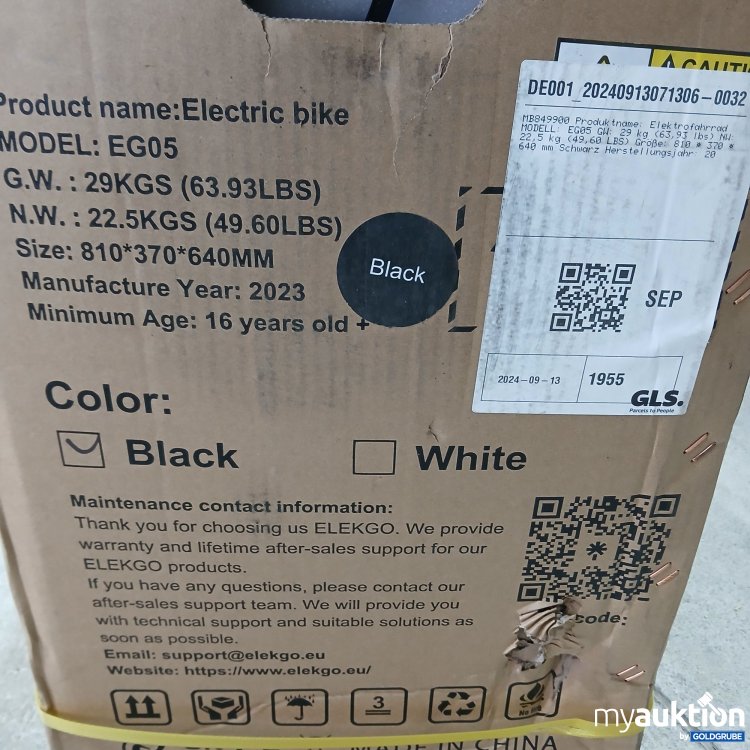 Product name:Electric bike
MODEL: EG05
G.W. : 29KGS (63.93LBS)
N.W. : 22.5KGS (49.60LBS)
Size: 810*370*640MM
Manufacture Year: 2023
Minimum Age: 16 years old +
Black
CAUTI
DE001_20240913071306-0032
MB849900 Produktname: Elektrofahrrad
MODELL: EG05 GW: 29 kg (63,93 lbs) NW:
22,5 kg (49,60 LBS) Größe: 810 * 370 *
640 mm Schwarz Herstellungsjahr: 20
SEP
2024-09-13
1955
GLS.
Parcels to People
Color:
Black
White
Maintenance contact information:
Thank you for choosing us ELEKGO. We provide
warranty and lifetime after-sales support for our
ELEKGO products.
If you have any questions, please contact our
after-sales support team. We will provide you
with technical support and suitable solutions as
soon as possible.
Email: support@elekgo.eu
Website: https://www.elekgo.eu/
code:
3
MADE IN CHINA
myauktion
by GOLDGRUBE